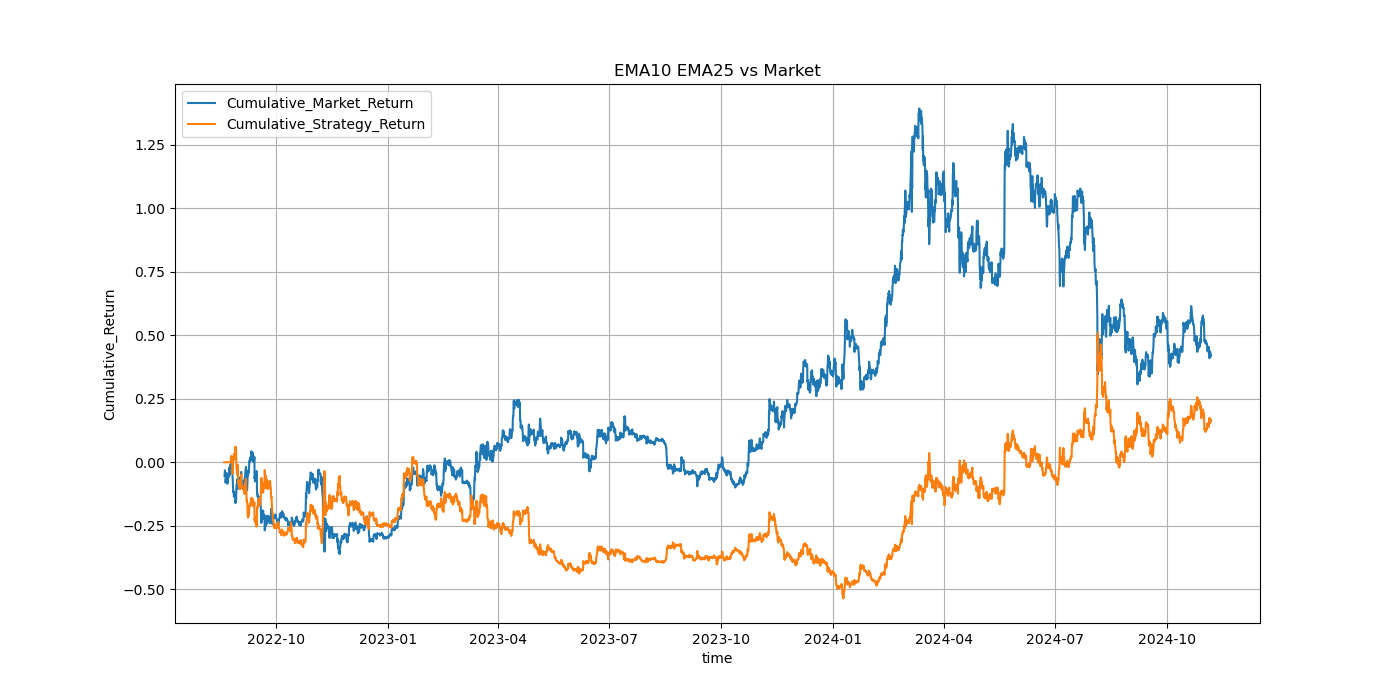 EMA10 EMA25 vs Market
Cumulative_Market_Return
Cumulative_Strategy_Return
Cumulative_Return
1.25
1.00
0.75
0.50
0.25
0.00
−0.25
−0.50
2022-10 2023-01 2023-04 2023-07 2023-10 2024-01 2024-04 2024-07 2024-10
time